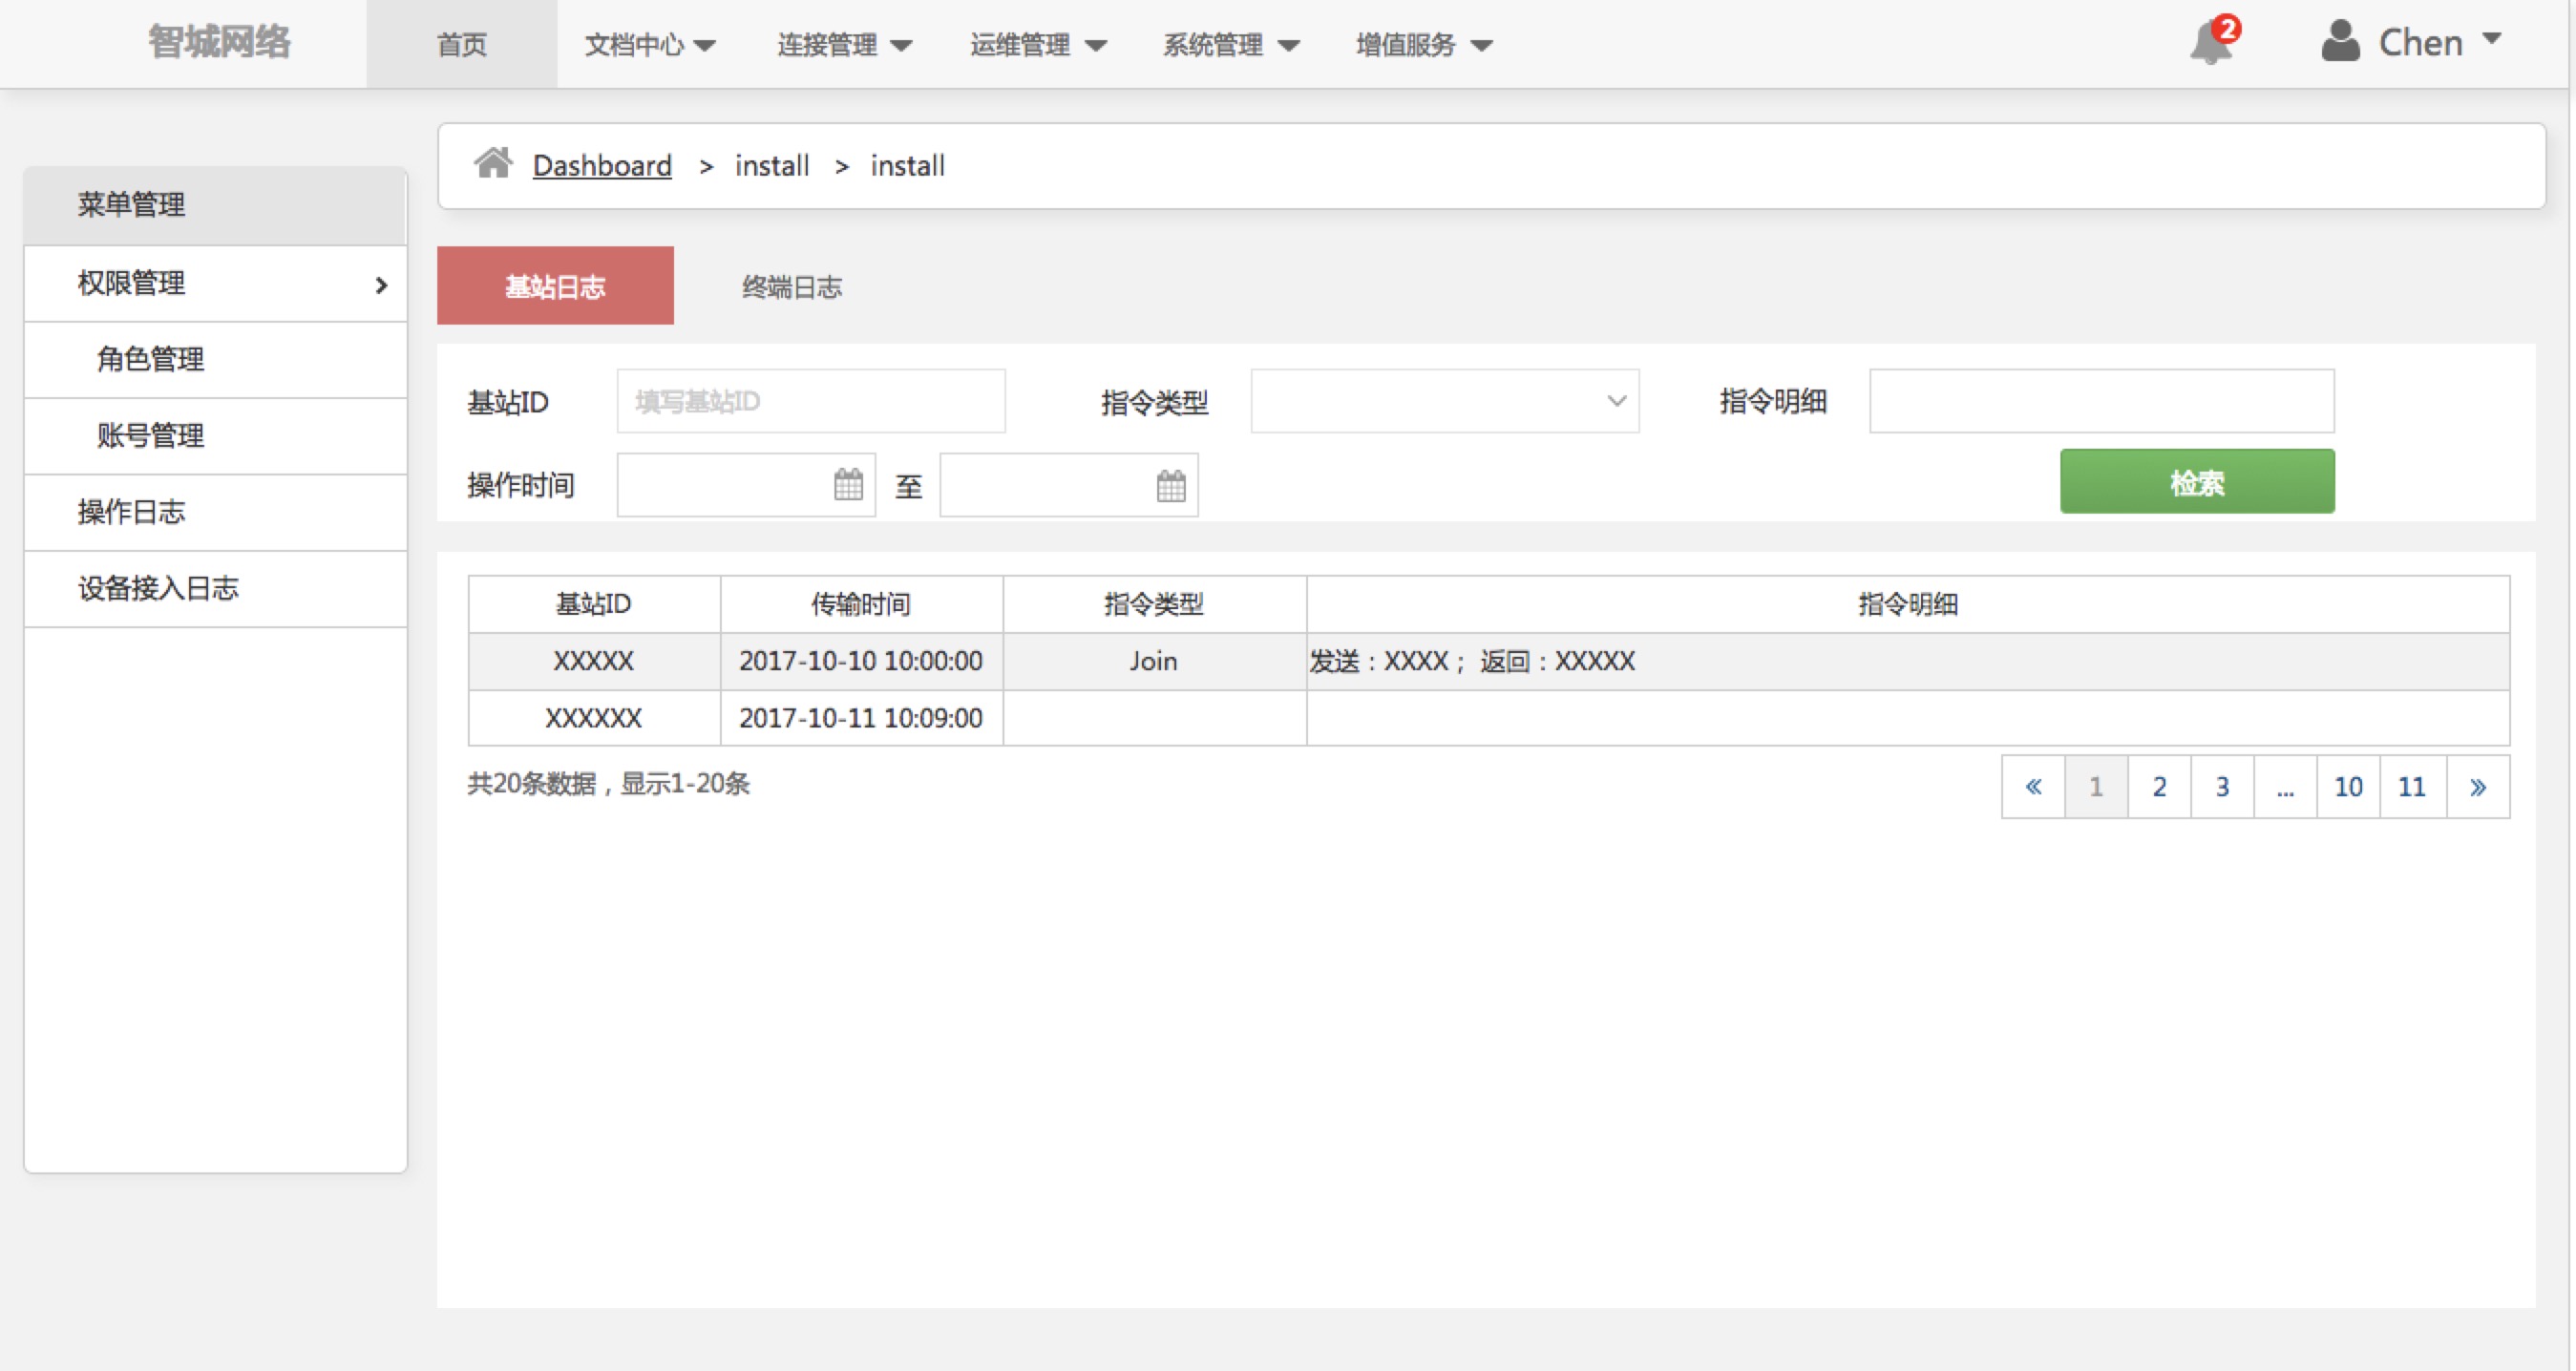 智城网络 首页 文档中心 连接管理 运维管理 系统管理 增值服务 2 Chen
Dashboard > install > install
菜单管理
权限管理
角色管理
账号管理
操作日志
设备接入日志
基站日志 终端日志
基站ID 填写基站ID 指令类型 指令明细
操作时间 至 检索
基站ID 传输时间 指令类型 指令明细
XXXXX 2017-10-10 10:00:00 Join 发送：XXXX； 返回：XXXXX
XXXXXX 2017-10-11 10:09:00
共20条数据，显示1-20条 « 1 2 3 ... 10 11 »